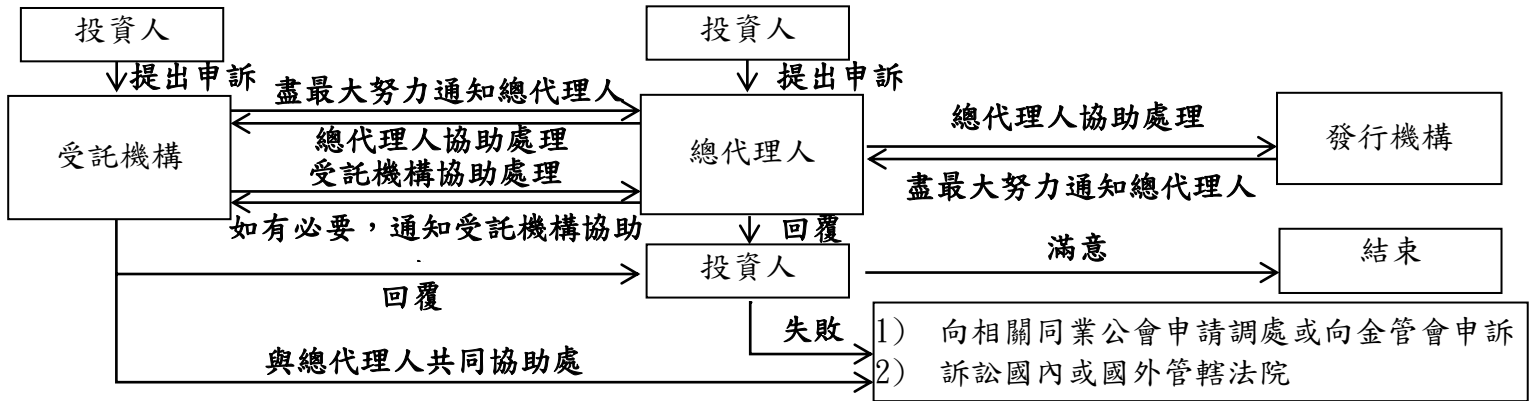 投資人
投資人
提出申訴
提出申訴
盡最大努力通知總代理人
總代理人協助處理
受託機構
總代理人
發行機構
總代理人協助處理
受託機構協助處理
盡最大努力通知總代理人
如有必要，通知受託機構協助
回覆
投資人
滿意
結束
回覆
失敗
1) 向相關同業公會申請調處或向金管會申訴
與總代理人共同協助處
2) 訴訟國內或國外管轄法院